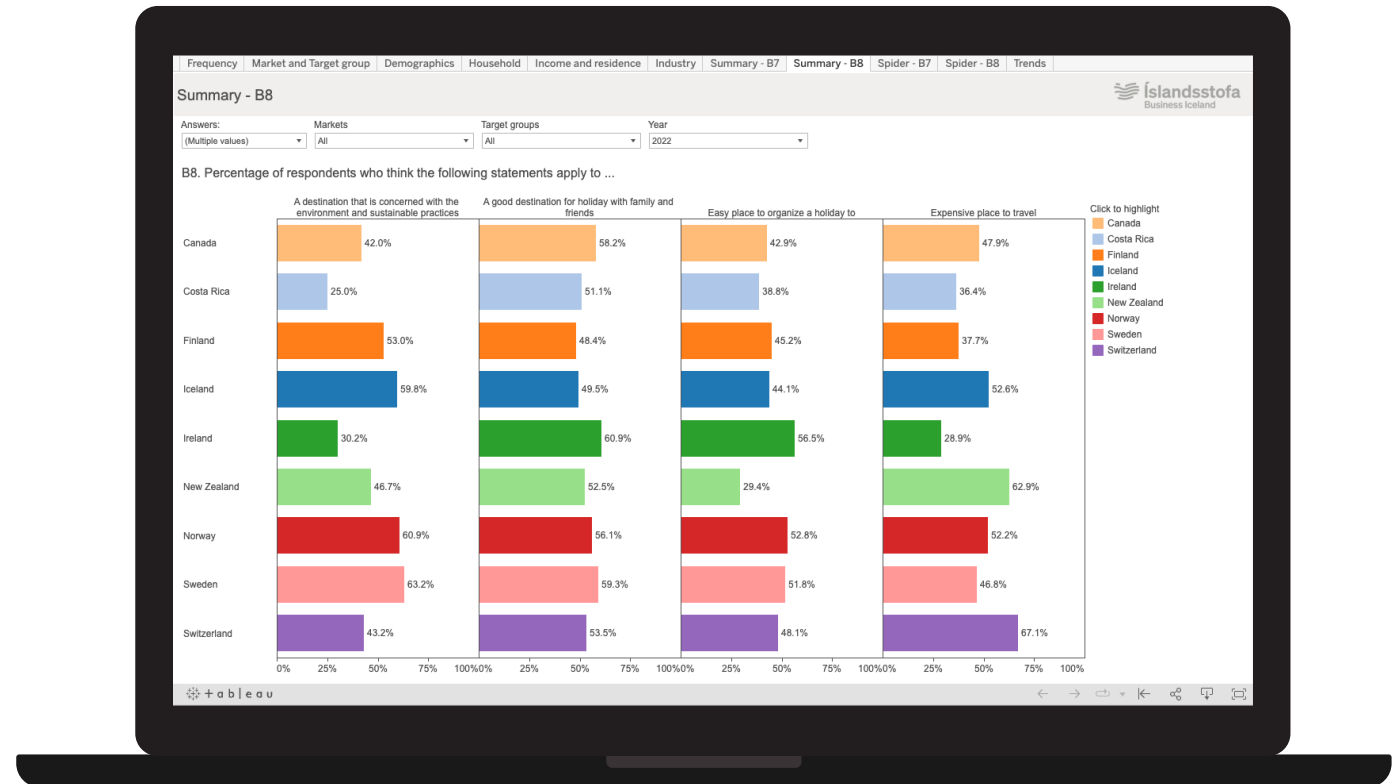 Frequency Market and Target group Demographics Household Income and residence Industry Summary - B7 Summary - B8 Spider - B7 Spider - B8 Trends
Summary - B8
Íslandsstofa
Business Iceland
Answers: Markets Target groups Year
(Multiple values) All All 2022
B8. Percentage of respondents who think the following statements apply to ...
A destination that is concerned with the
environment and sustainable practices
A good destination for holiday with family and
friends
Easy place to organize a holiday to
Expensive place to travel
Click to highlight
Canada
Costa Rica
Finland
Iceland
Ireland
New Zealand
Norway
Sweden
Switzerland
Canada 42.0% 58.2% 42.9% 47.9%
Costa Rica 25.0% 51.1% 38.8% 36.4%
Finland 53.0% 48.4% 45.2% 37.7%
Iceland 59.8% 49.5% 44.1% 52.6%
Ireland 30.2% 60.9% 56.5% 28.9%
New Zealand 46.7% 52.5% 29.4% 62.9%
Norway 60.9% 56.1% 52.8% 52.2%
Sweden 63.2% 59.3% 51.8% 46.8%
Switzerland 43.2% 53.5% 48.1% 67.1%
0% 25% 50% 75% 100% 0% 25% 50% 75% 100% 0% 25% 50% 75% 100% 0% 25% 50% 75% 100%
+ableau